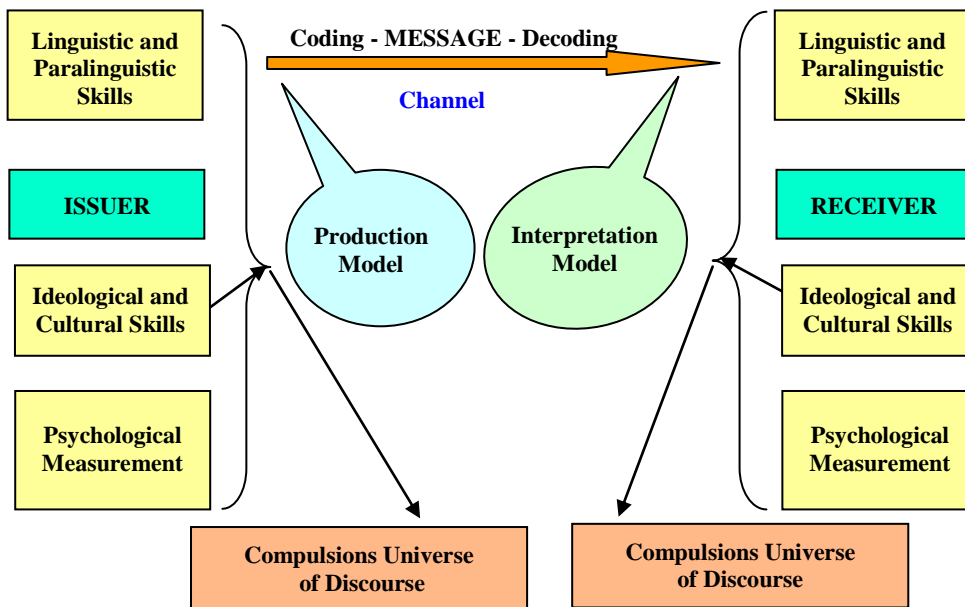 Linguistic and
Paralinguistic
Skills
Coding - MESSAGE - Decoding
Channel
Linguistic and
Paralinguistic
Skills
ISSUER
Production
Model
Interpretation
Model
RECEIVER
Ideological and
Cultural Skills
Ideological and
Cultural Skills
Psychological
Measurement
Psychological
Measurement
Compulsions Universe
of Discourse
Compulsions Universe
of Discourse